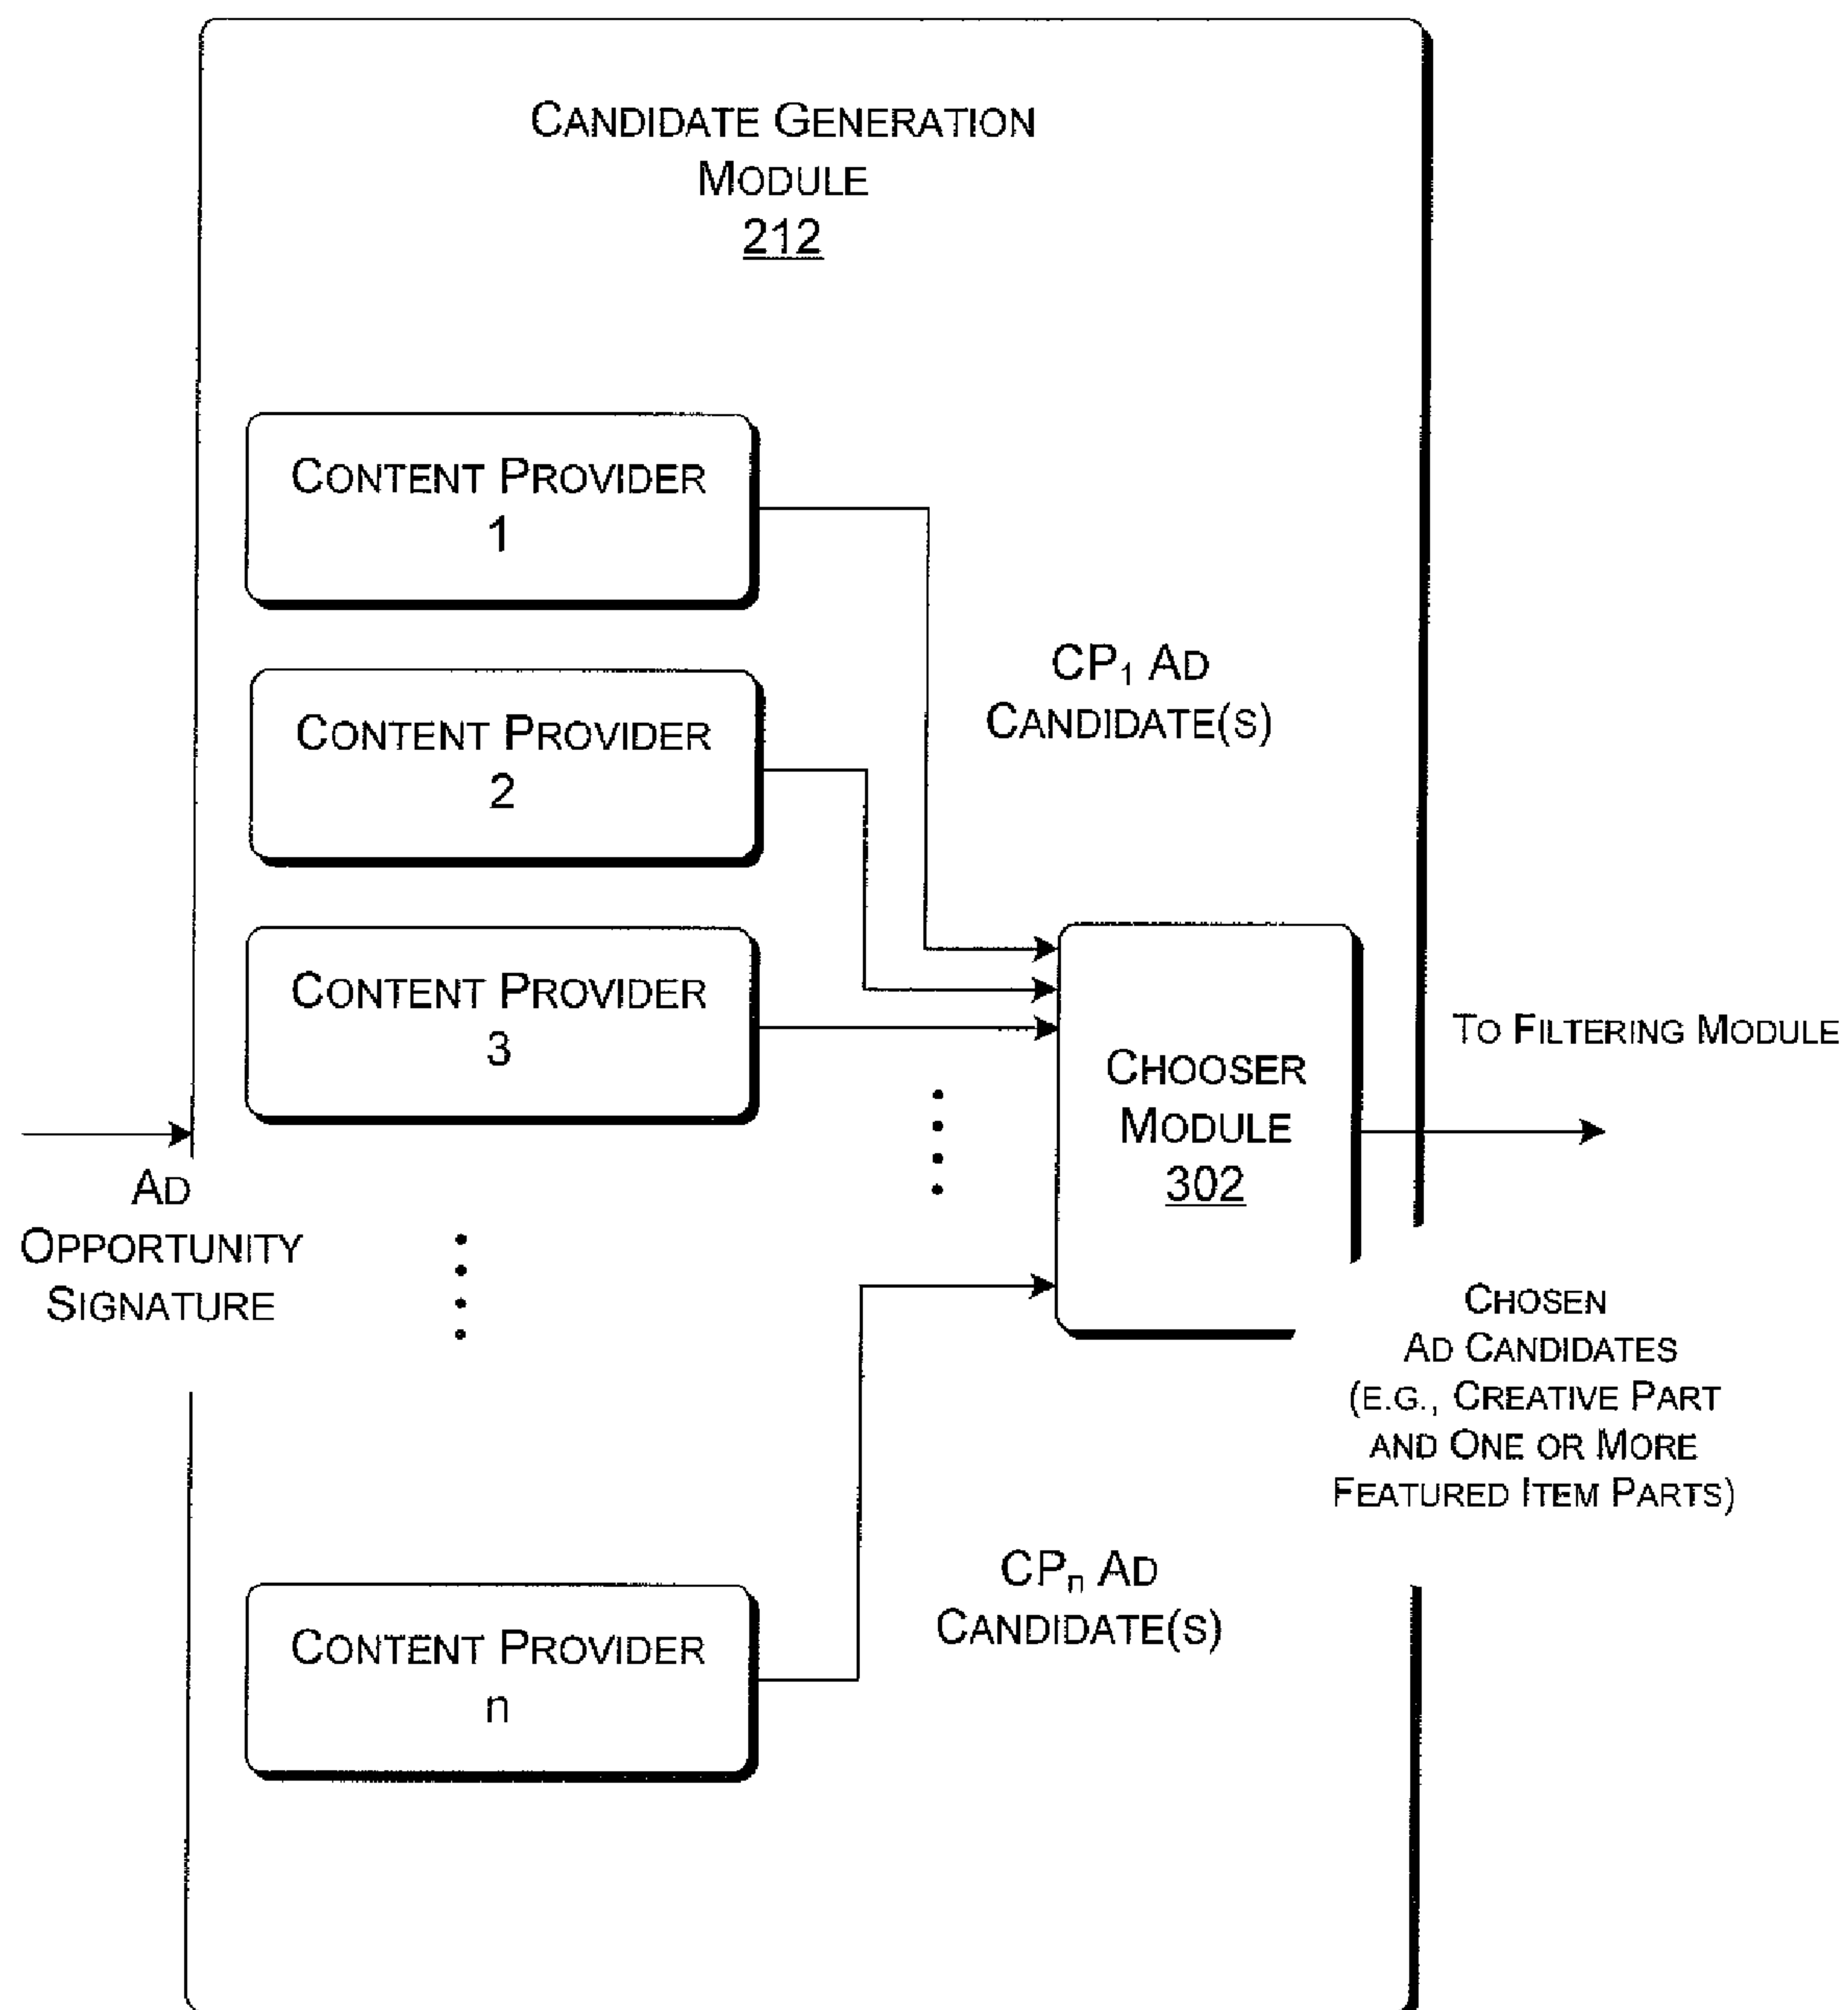 CANDIDATE GENERATION
MODULE
212
CONTENT PROVIDER
1
CP₁ AD
CANDIDATE(S)
CONTENT PROVIDER
2
CONTENT PROVIDER
3
TO FILTERING MODULE
CHOOSER
MODULE
302
AD
OPPORTUNITY
SIGNATURE
CHOSEN
AD CANDIDATES
(E.G., CREATIVE PART
AND ONE OR MORE
FEATURED ITEM PARTS)
CPₙ AD
CANDIDATE(S)
CONTENT PROVIDER
n